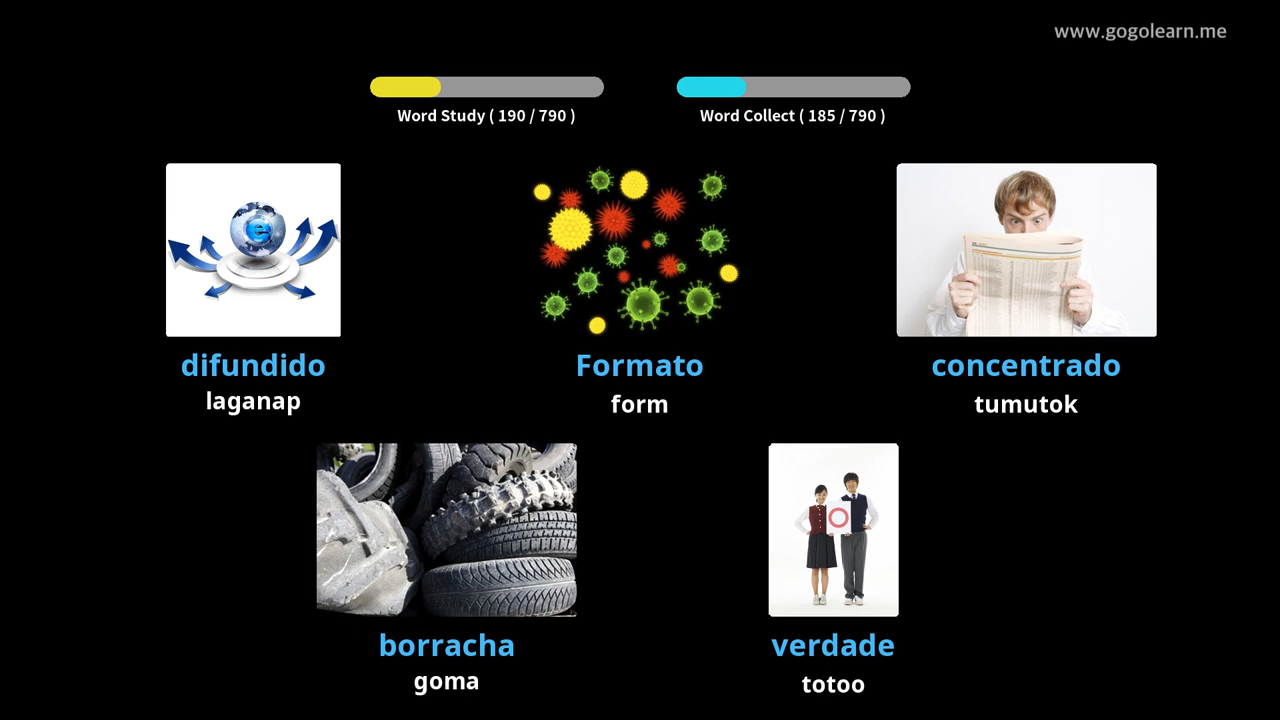 www.gogolearn.me
Word Study ( 190 / 790 )
Word Collect ( 185 / 790 )
difundido
laganap
Formato
form
concentrado
tumutok
borracha
goma
verdade
totoo